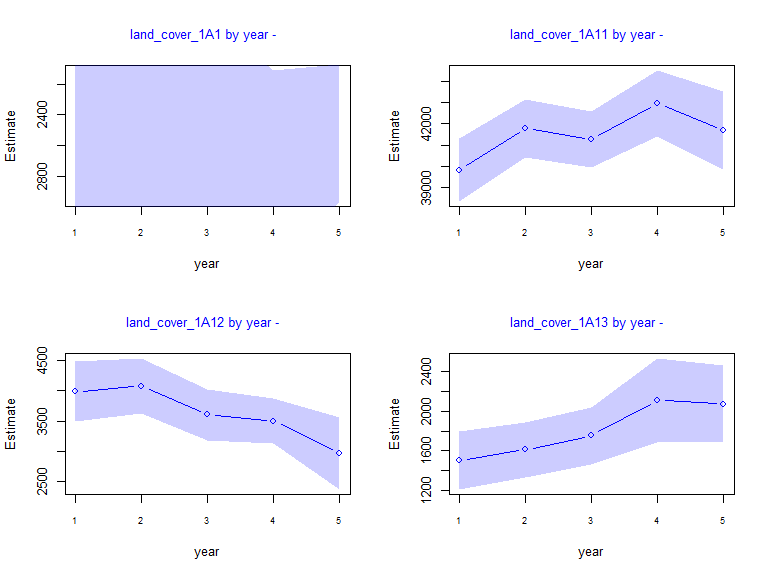 land_cover_1A1 by year -
Estimate
2400
2800
1 2 3 4 5
year
land_cover_1A11 by year -
Estimate
42000
39000
1 2 3 4 5
year
land_cover_1A12 by year -
Estimate
4500
3500
2500
1 2 3 4 5
year
land_cover_1A13 by year -
Estimate
2400
2000
1600
1200
1 2 3 4 5
year